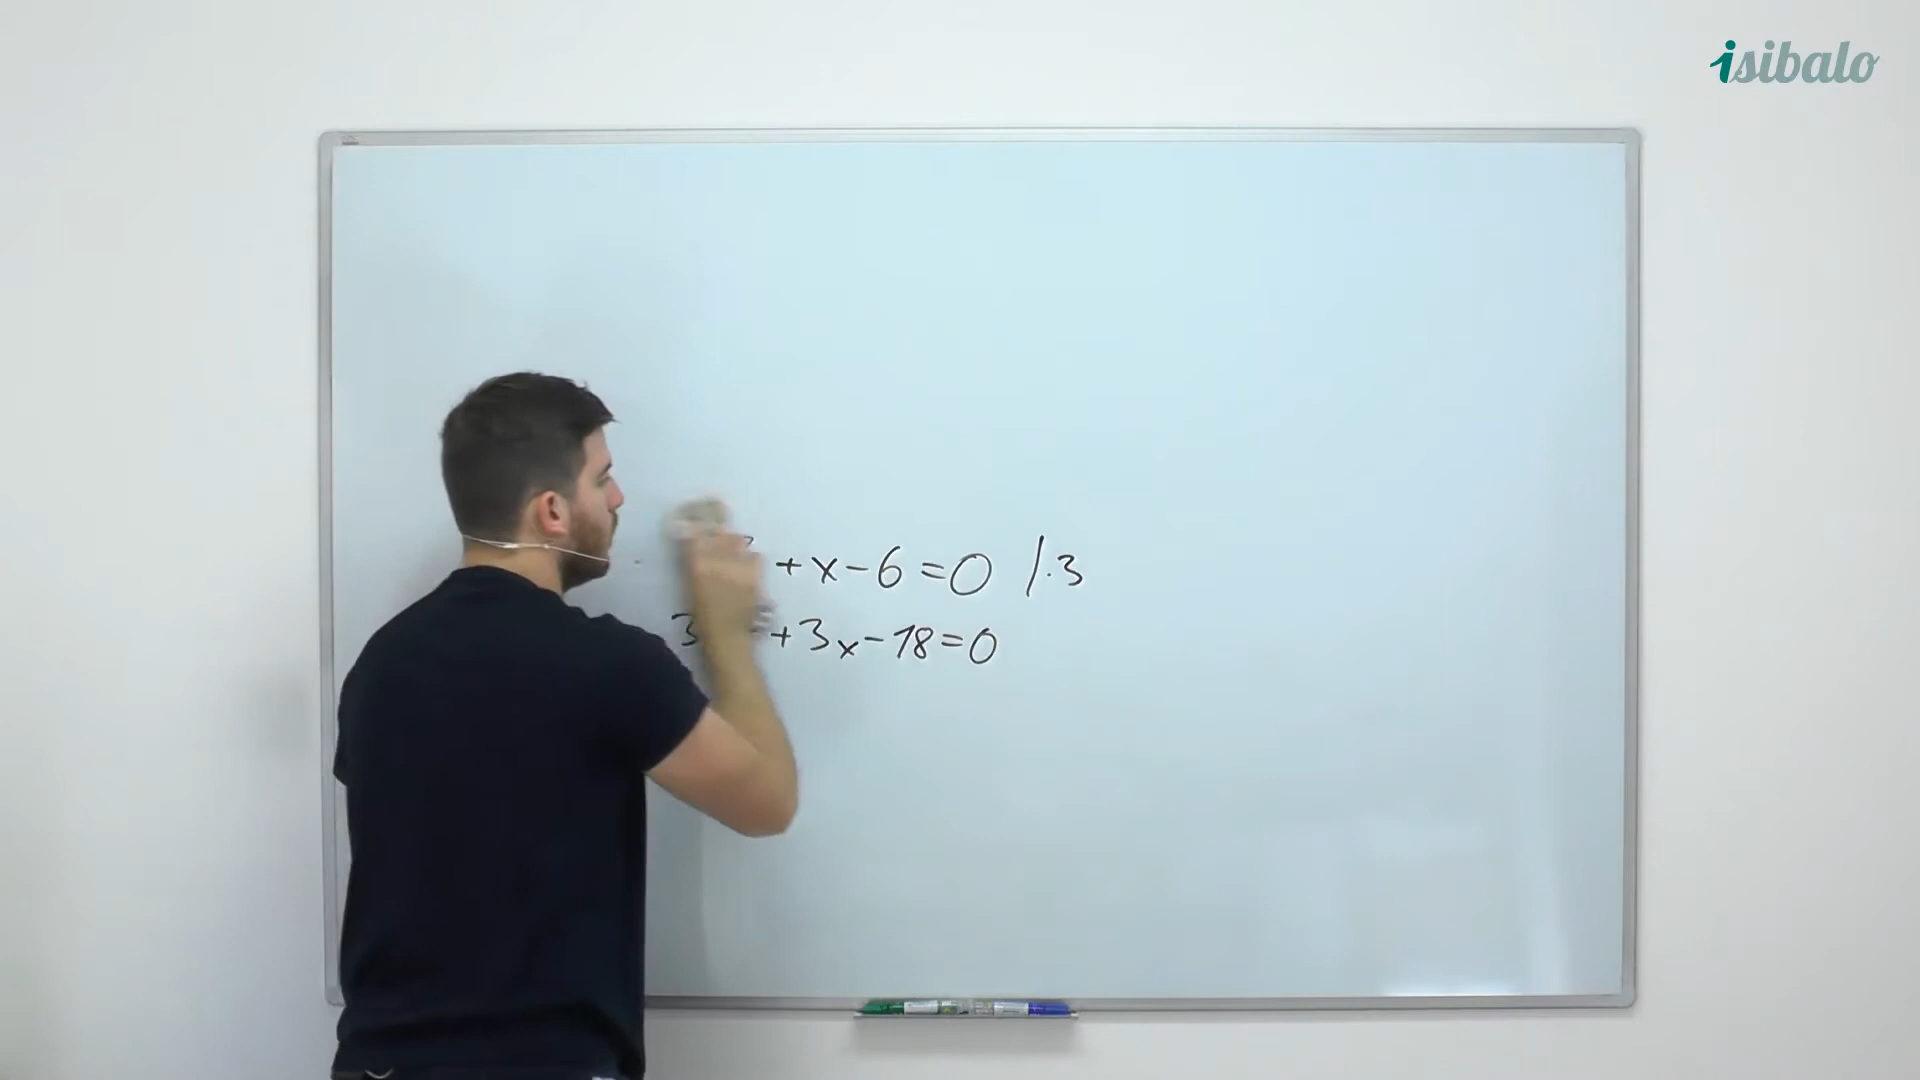 isibalo
+x-6=0 /·3
3 +3x-18=0